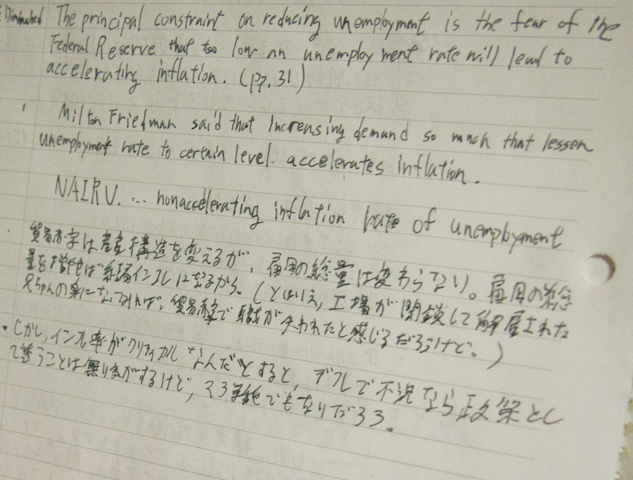 Diminished The principal constraint on reducing unemployment is the fear of the
Federal Reserve that too low an unemployment rate will lead to
accelerating inflation. (pp. 31)
Milton Friedman said that Increasing demand so much that lessen
unemployment rate to certain level. accelerates inflation.
NAIRU. ... nonaccelerating inflation rate of unemployment
・貿易赤字は産業構造を変えるが、雇用の総量は変わらない。雇用の総
量を増やせば結局インフレになるから。(とはいえ、工場が閉鎖して解雇された
兄ちゃんの身になってみれば、貿易赤字で職が失われたと感じるだろうけど。)
・しかし、インフレ率がクリティカルなんだとすると、デフレで不況なら政策とし
て違うことは無い気がするけど、そう単純でもないだろう。